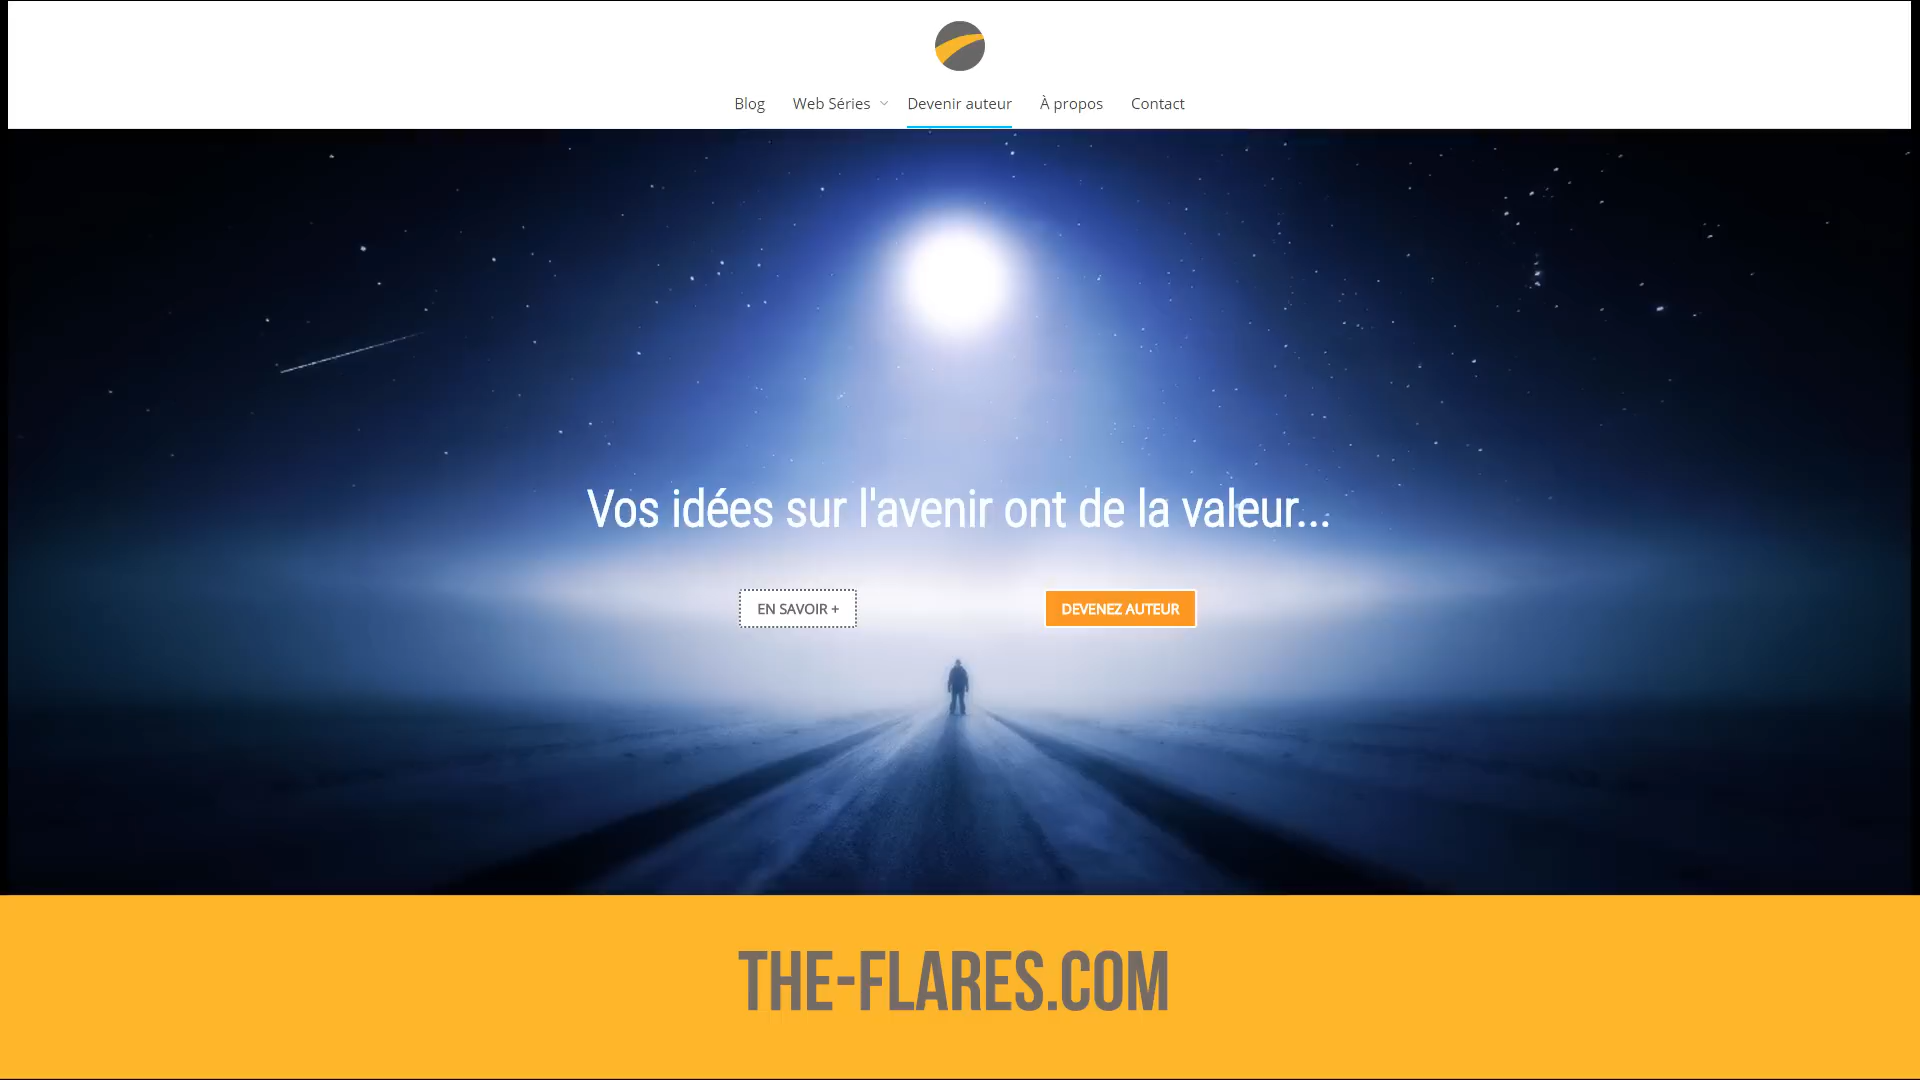 Blog Web Séries Devenir auteur À propos Contact
Vos idées sur l'avenir ont de la valeur...
EN SAVOIR + DEVENEZ AUTEUR
THE-FLARES.COM